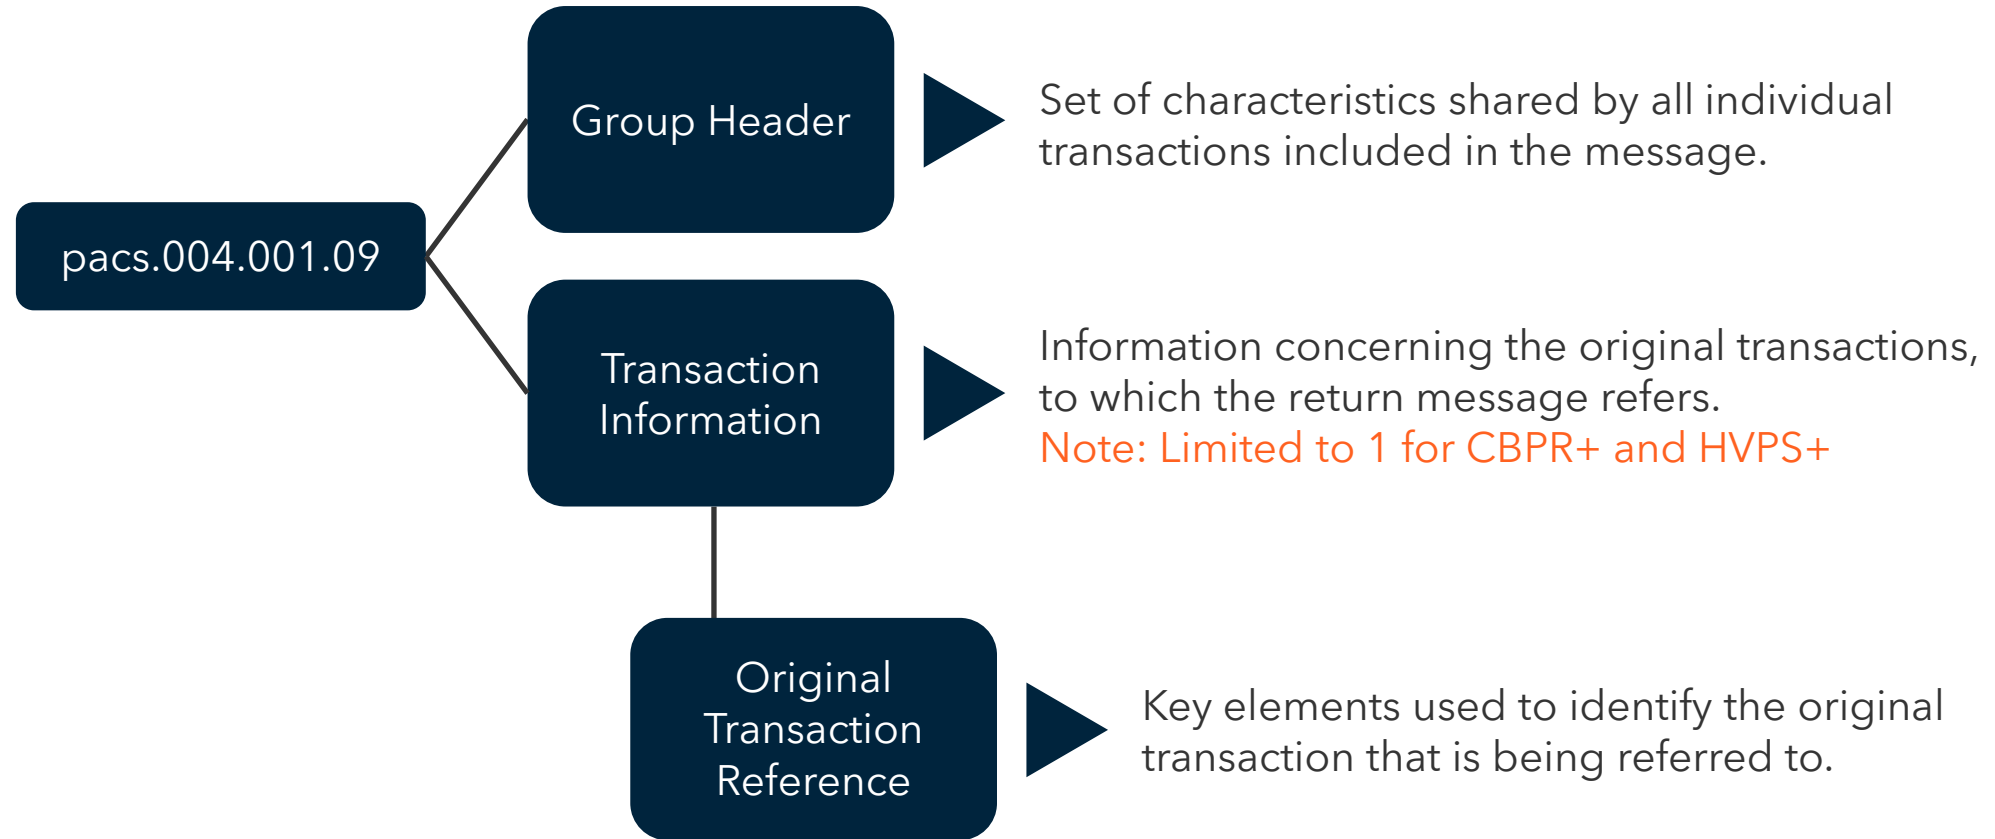 Group Header
Set of characteristics shared by all individual
transactions included in the message.
pacs.004.001.09
Transaction
Information
Information concerning the original transactions,
to which the return message refers.
Note: Limited to 1 for CBPR+ and HVPS+
Original
Transaction
Reference
Key elements used to identify the original
transaction that is being referred to.